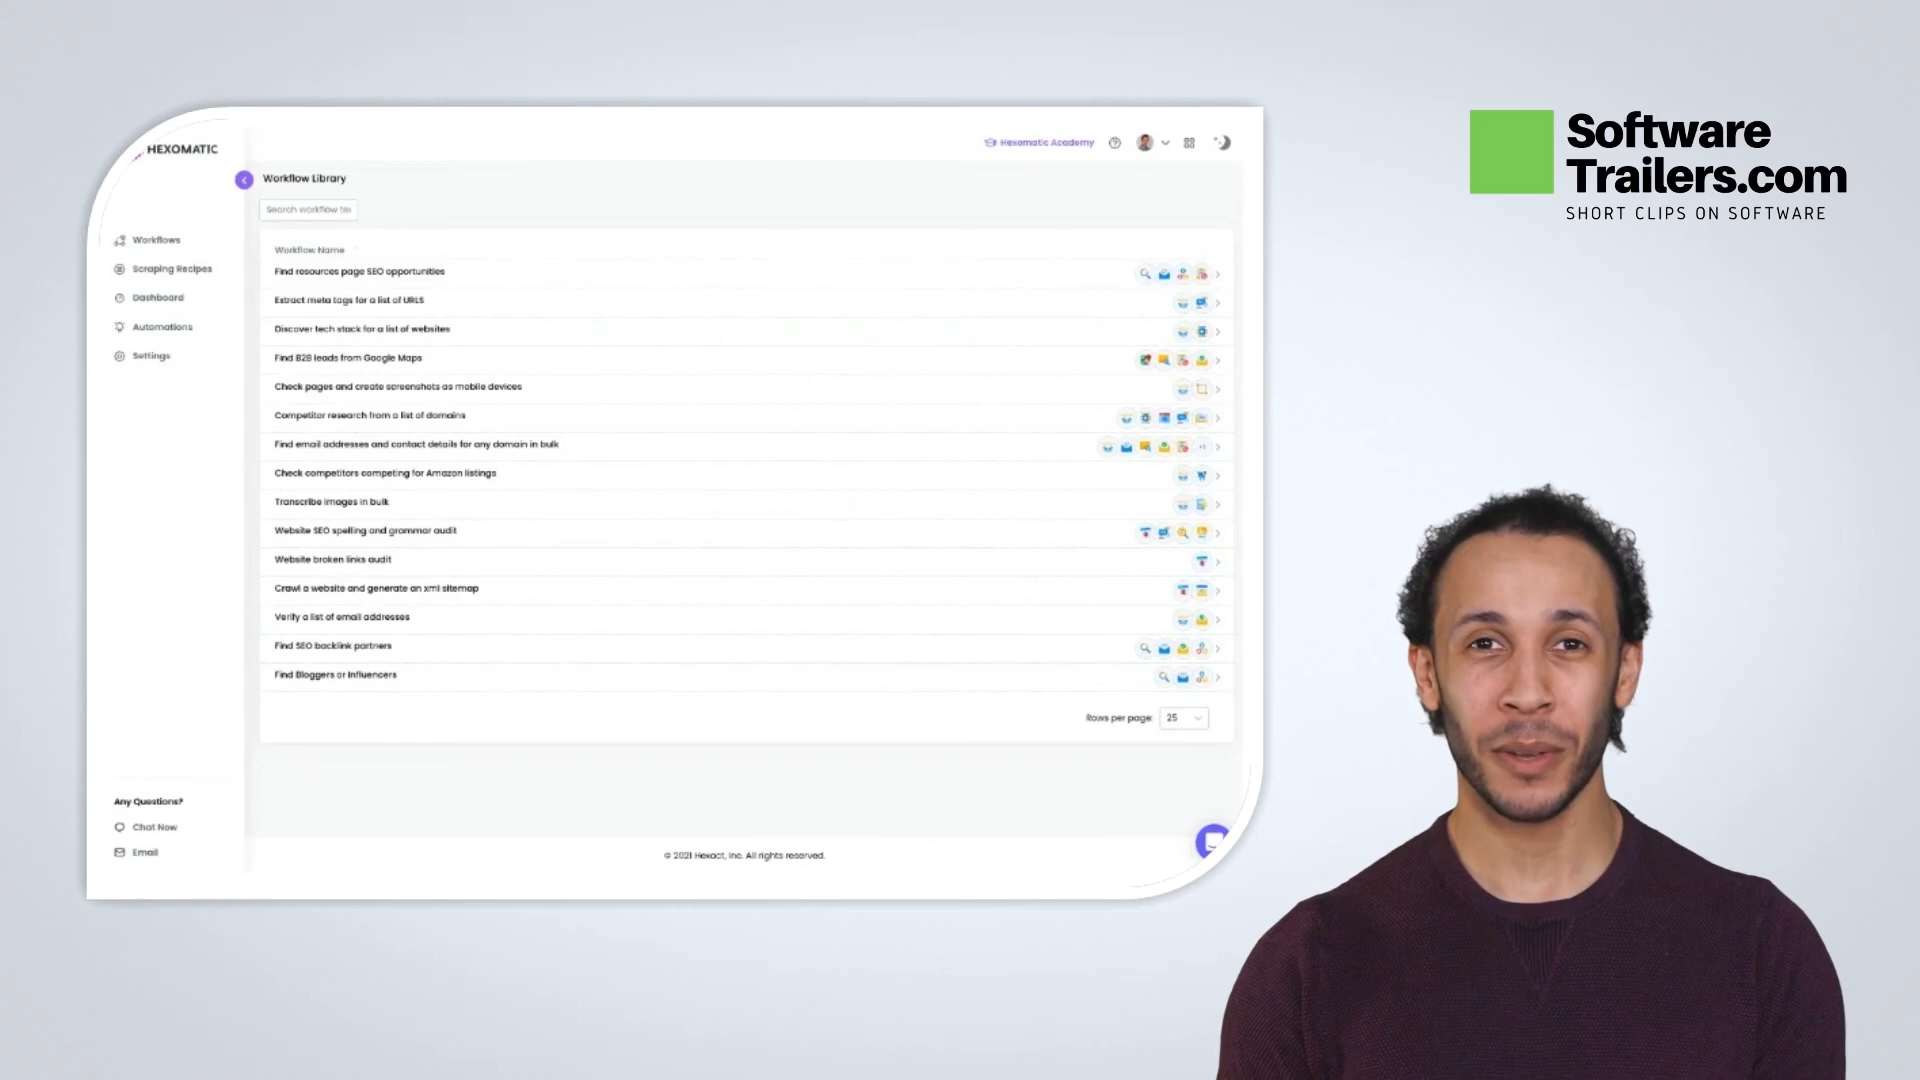 HEXOMATIC
Hexomatic Academy
Software
Trailers.com
SHORT CLIPS ON SOFTWARE
Workflow Library
Search workflow te
Workflows
Scraping Recipes
Dashboard
Automations
Settings
Workflow Name
Find resources page SEO opportunities
Extract meta tags for a list of URLS
Discover tech stack for a list of websites
Find B2B leads from Google Maps
Check pages and create screenshots as mobile devices
Competitor research from a list of domains
Find email addresses and contact details for any domain in bulk
+1
Check competitors competing for Amazon listings
Transcribe images in bulk
Website SEO spelling and grammar audit
Website broken links audit
Crawl a website and generate an xml sitemap
Verify a list of email addresses
Find SEO backlink partners
Find Bloggers or Influencers
Rows per page: 25
Any Questions?
Chat Now
Email
© 2021 Hexact, Inc. All rights reserved.